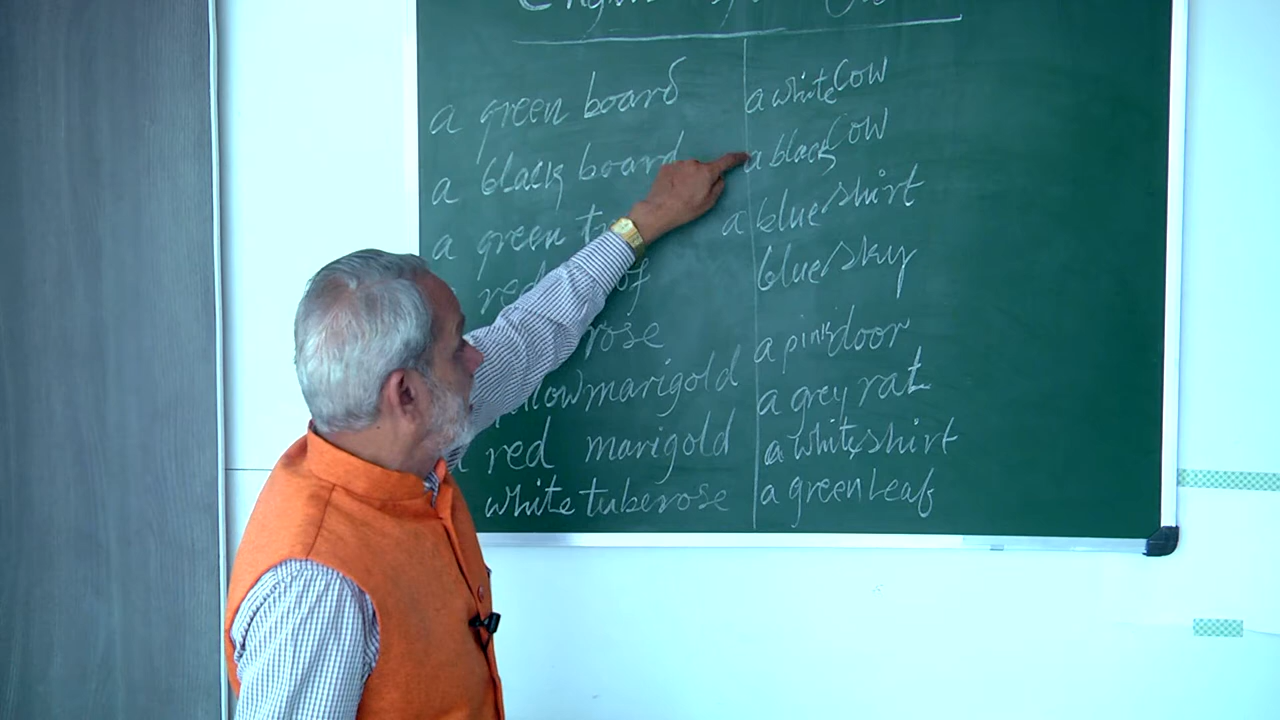 a green board
a black board
a green
red
rose
marigold
red marigold
white tuberose
a white Cow
a black Cow
a blue shirt
blue sky
a pink door
a grey rat
a white shirt
a green Leaf